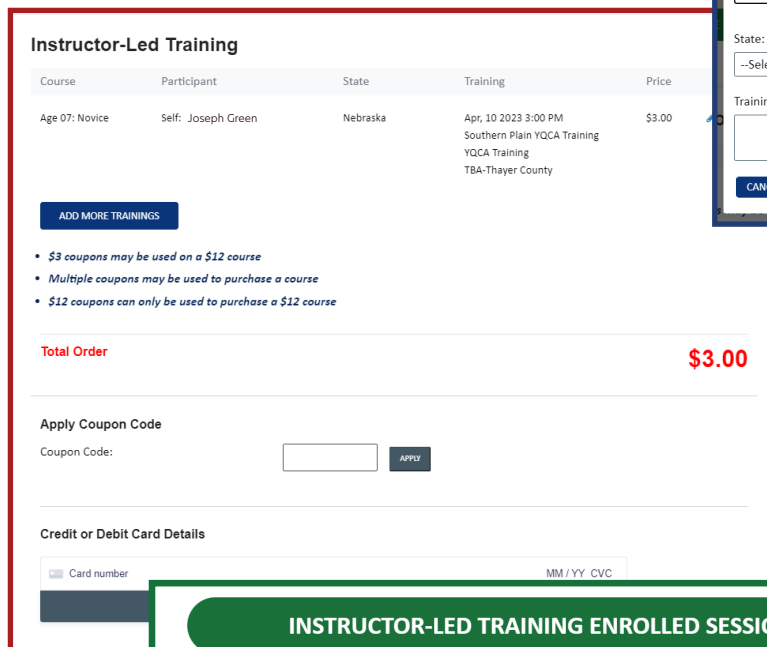 Instructor-Led Training
State:
Course Participant State Training Price
Age 07: Novice Self: Joseph Green Nebraska Apr, 10 2023 3:00 PM $3.00
Southern Plain YQCA Training
YQCA Training
TBA-Thayer County
ADD MORE TRAININGS
• $3 coupons may be used on a $12 course
• Multiple coupons may be used to purchase a course
• $12 coupons can only be used to purchase a $12 course
Total Order $3.00
Apply Coupon Code
Coupon Code:
APPLY
Credit or Debit Card Details
Card number MM / YY CVC
INSTRUCTOR-LED TRAINING ENROLLED